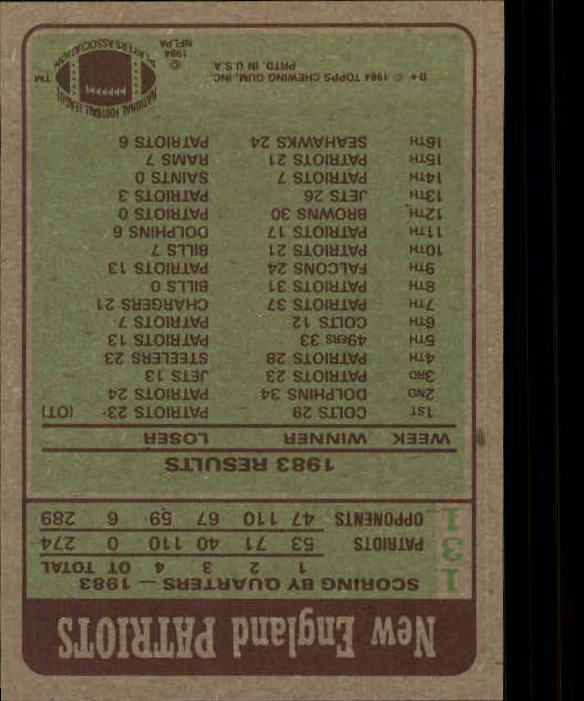 New England PATRIOTS
131
SCORING BY QUARTERS — 1983
1 2 3 4 OT TOTAL
PATRIOTS 53 71 40 110 0 274
OPPONENTS 47 110 67 59 6 289
1983 RESULTS
WEEK WINNER LOSER
1ST COLTS 29 PATRIOTS 23 (OT)
2ND DOLPHINS 34 PATRIOTS 24
3RD PATRIOTS 23 JETS 13
4TH PATRIOTS 28 STEELERS 23
5TH 49ERS 33 PATRIOTS 13
6TH COLTS 12 PATRIOTS 7
7TH PATRIOTS 37 CHARGERS 21
8TH PATRIOTS 31 BILLS 0
9TH FALCONS 24 PATRIOTS 13
10TH PATRIOTS 21 BILLS 7
11TH PATRIOTS 17 DOLPHINS 6
12TH BROWNS 30 PATRIOTS 0
13TH JETS 26 PATRIOTS 3
14TH PATRIOTS 7 SAINTS 0
15TH PATRIOTS 21 RAMS 7
16TH SEAHAWKS 24 PATRIOTS 6
B* © 1984 TOPPS CHEWING GUM, INC.
PRTD. IN U.S.A.
© 1984 NFLPA
NATIONAL FOOTBALL LEAGUE
PLAYERS ASSOCIATION
TM